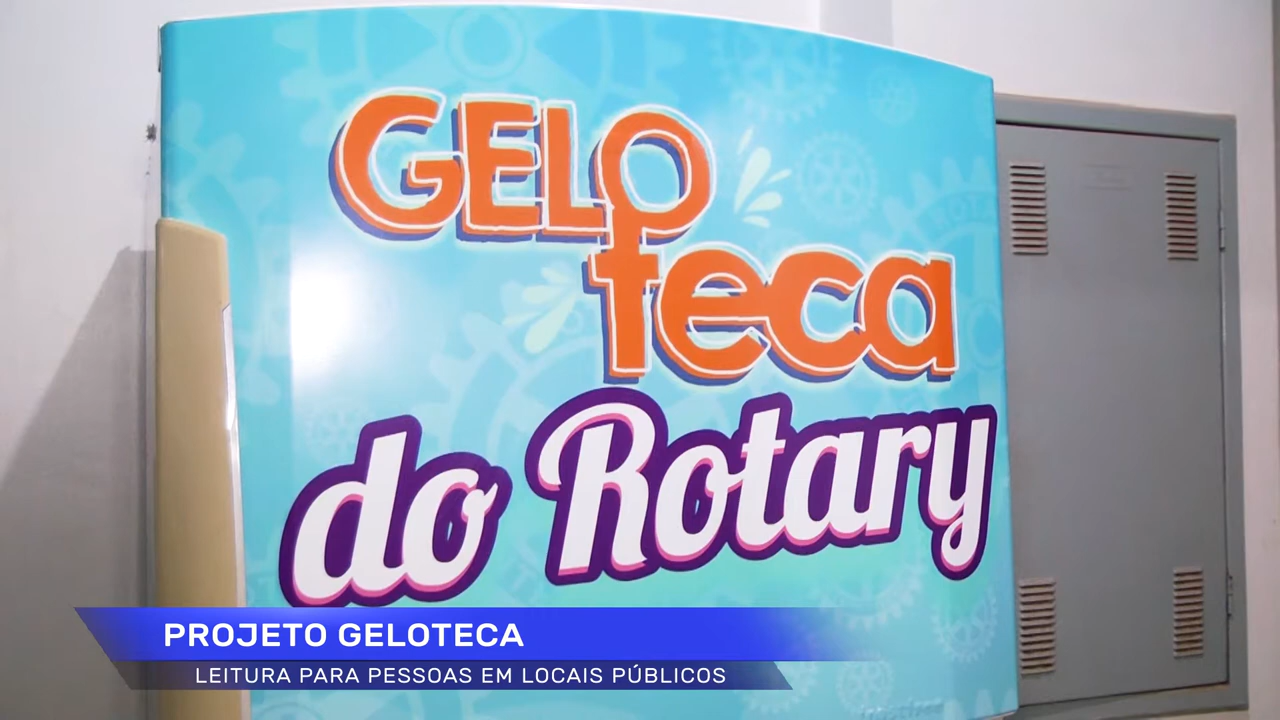 GELO
teca
do Rotary
PROJETO GELOTECA
LEITURA PARA PESSOAS EM LOCAIS PÚBLICOS